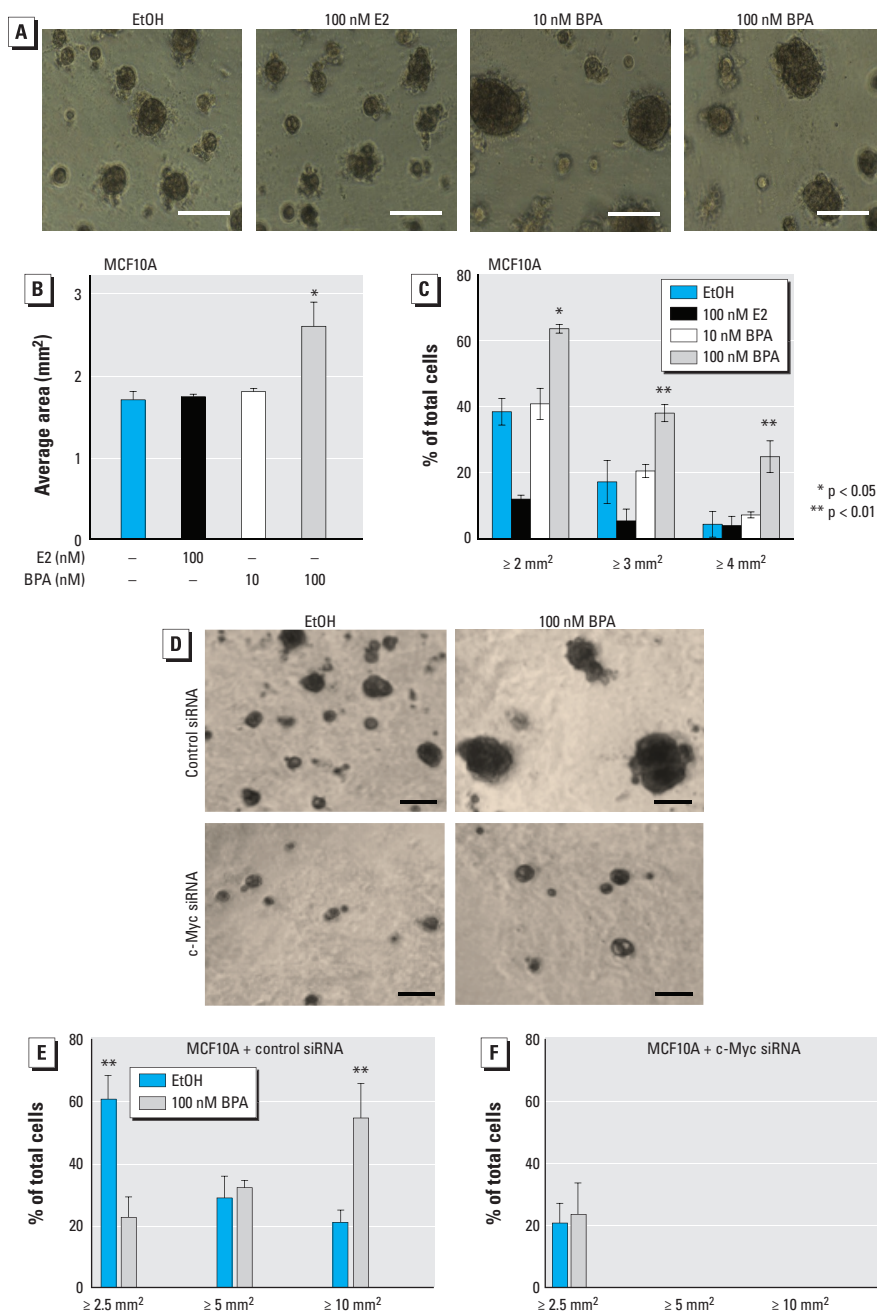 A
EtOH
100 nM E2
10 nM BPA
100 nM BPA
B
MCF10A
3
2
1
0
Average area (mm²)
*
E2 (nM)
–
100
–
–
BPA (nM)
–
–
10
100
C
MCF10A
80
60
40
20
0
% of total cells
EtOH
100 nM E2
10 nM BPA
100 nM BPA
*
**
**
≥ 2 mm²
≥ 3 mm²
≥ 4 mm²
* p < 0.05
** p < 0.01
D
EtOH
100 nM BPA
Control siRNA
c-Myc siRNA
E
MCF10A + control siRNA
80
60
40
20
0
% of total cells
**
**
EtOH
100 nM BPA
≥ 2.5 mm²
≥ 5 mm²
≥ 10 mm²
F
MCF10A + c-Myc siRNA
80
60
40
20
0
% of total cells
≥ 2.5 mm²
≥ 5 mm²
≥ 10 mm²